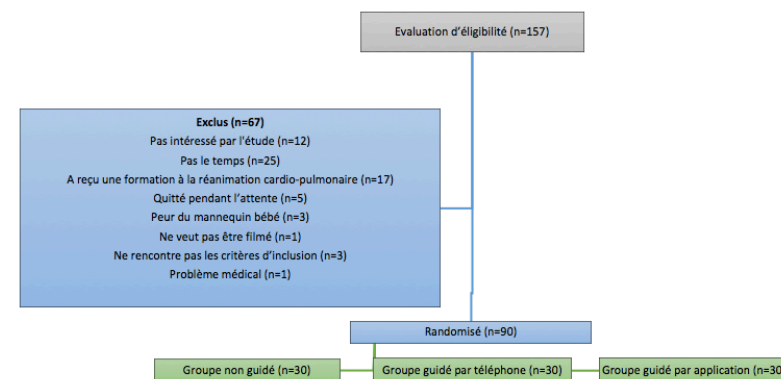 Evaluation d'éligibilité (n=157)
Exclus (n=67)
Pas intéressé par l'étude (n=12)
Pas le temps (n=25)
A reçu une formation à la réanimation cardio-pulmonaire (n=17)
Quitté pendant l'attente (n=5)
Peur du mannequin bébé (n=3)
Ne veut pas être filmé (n=1)
Ne rencontre pas les critères d'inclusion (n=3)
Problème médical (n=1)
Randomisé (n=90)
Groupe non guidé (n=30)
Groupe guidé par téléphone (n=30)
Groupe guidé par application (n=30